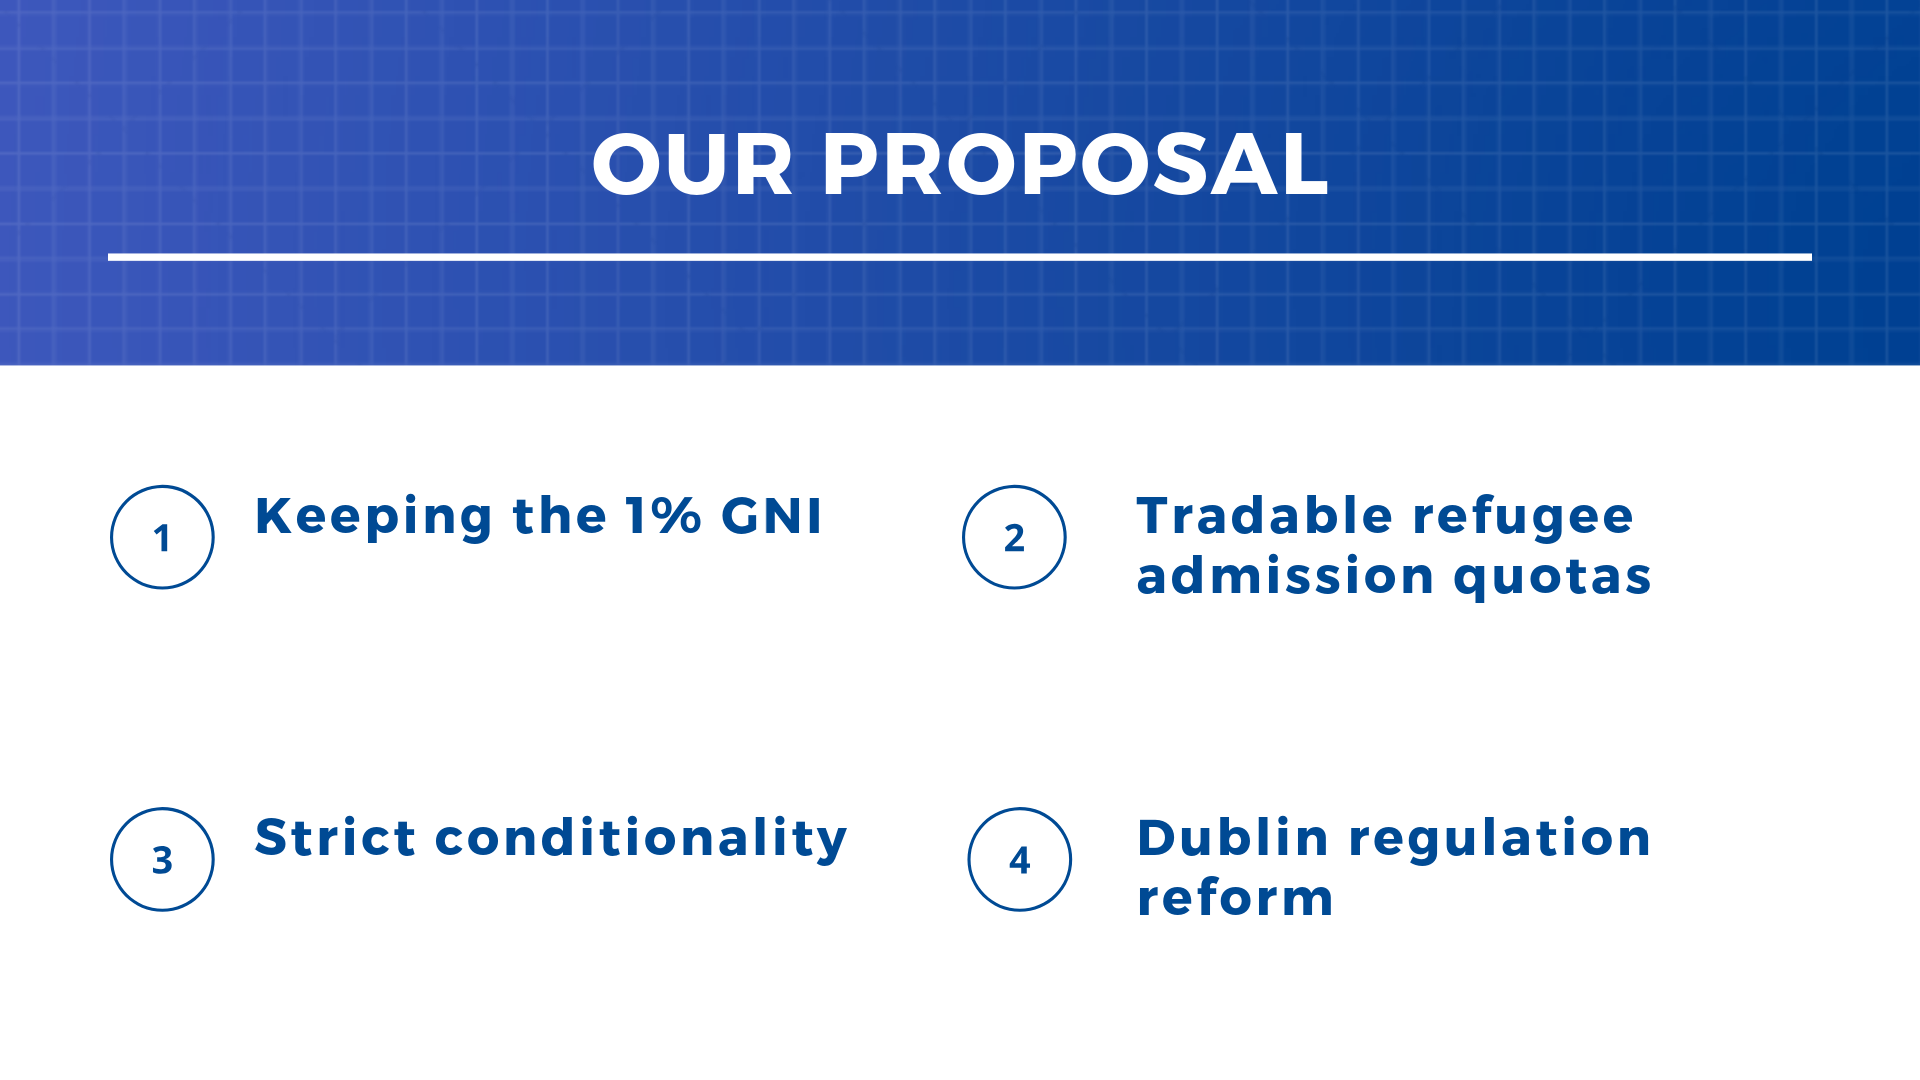 OUR PROPOSAL
1
Keeping the 1% GNI
2
Tradable refugee
admission quotas
3
Strict conditionality
4
Dublin regulation
reform